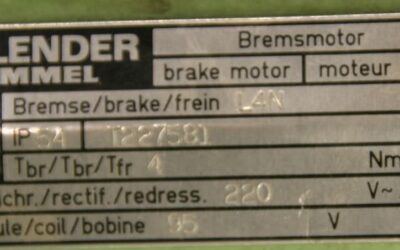 LENDER
MMEL
Bremsmotor
brake motor
moteur
Bremse/brake/frein L4N
IP 54 T227581
Tbr/Tbr/Tfr 4 Nm
chr./rectif./redress. 220 V~
ule/coil/bobine 95 V